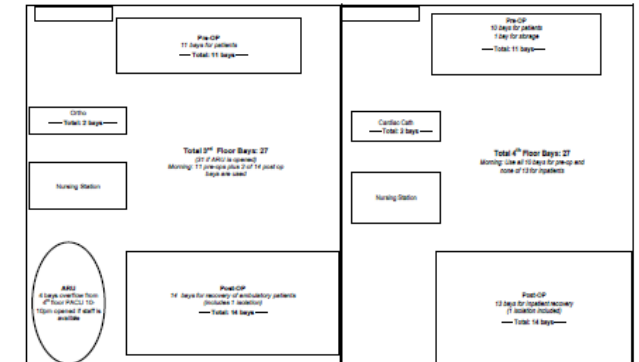 Pre-OP
11 bays for patients
Total: 11 bays
Ortho
Total: 2 bays
Total 3rd Floor Bays: 27
(31 if ARU is opened)
Morning: 11 pre-ops plus 2 of 14 post op
bays are used
Nursing Station
ARU
4 bays overflow from
4th floor PACU 10-
10pm opened if staff is
availble
Post-OP
14 bays for recovery of ambulatory patients
(includes 1 isolation)
Total: 14 bays
Pre-OP
10 bays for patients
1 bay for storage
Total: 11 bays
Cardiac Cath
Total: 2 bays
Total 4th Floor Bays: 27
Morning: Use all 10 bays for pre-op and
none of 13 for inpatients
Nursing Station
Post-OP
13 bays for inpatient recovery
(1 isolation included)
Total: 14 bays